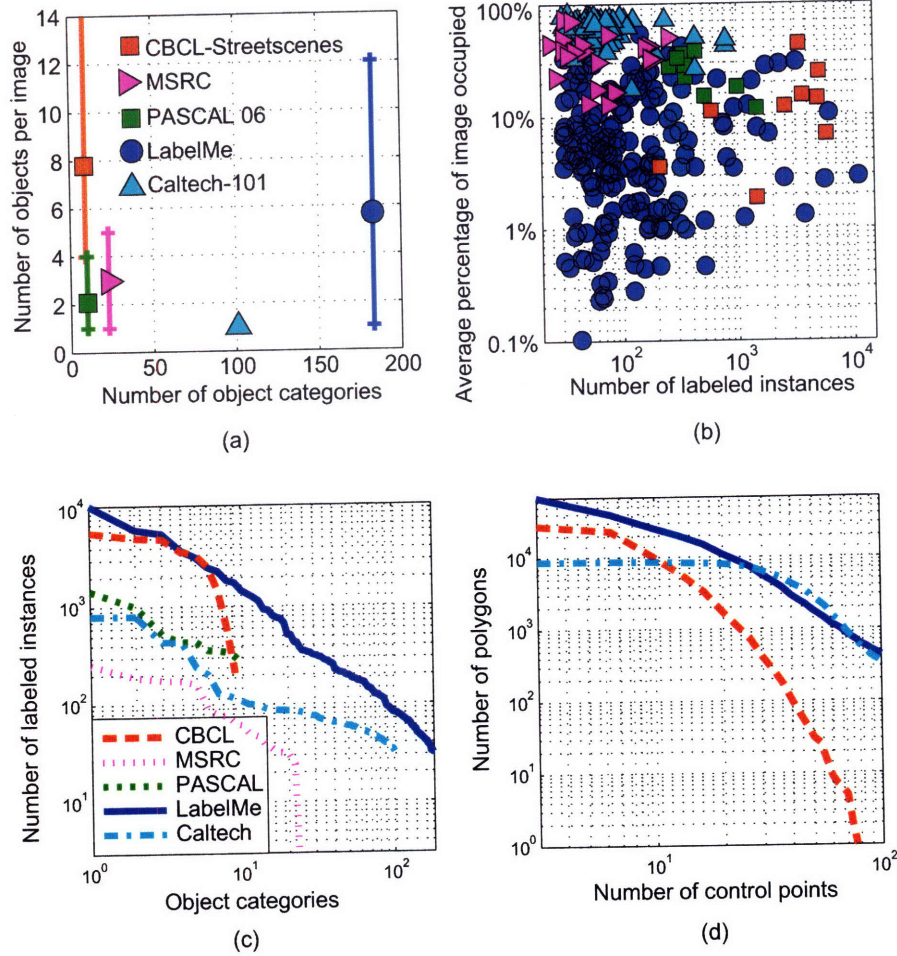 14
12
10
8
6
4
2
0
0
50
100
150
200
Number of objects per image
Number of object categories
CBCL-Streetscenes
MSRC
PASCAL 06
LabelMe
Caltech-101
(a)
100%
10%
1%
0.1%
10^2
10^3
10^4
Average percentage of image occupied
Number of labeled instances
(b)
10^4
10^3
10^2
10^1
10^0
10^1
10^2
Number of labeled instances
Object categories
CBCL
MSRC
PASCAL
LabelMe
Caltech
(c)
10^4
10^3
10^2
10^1
10^0
10^1
10^2
Number of polygons
Number of control points
(d)